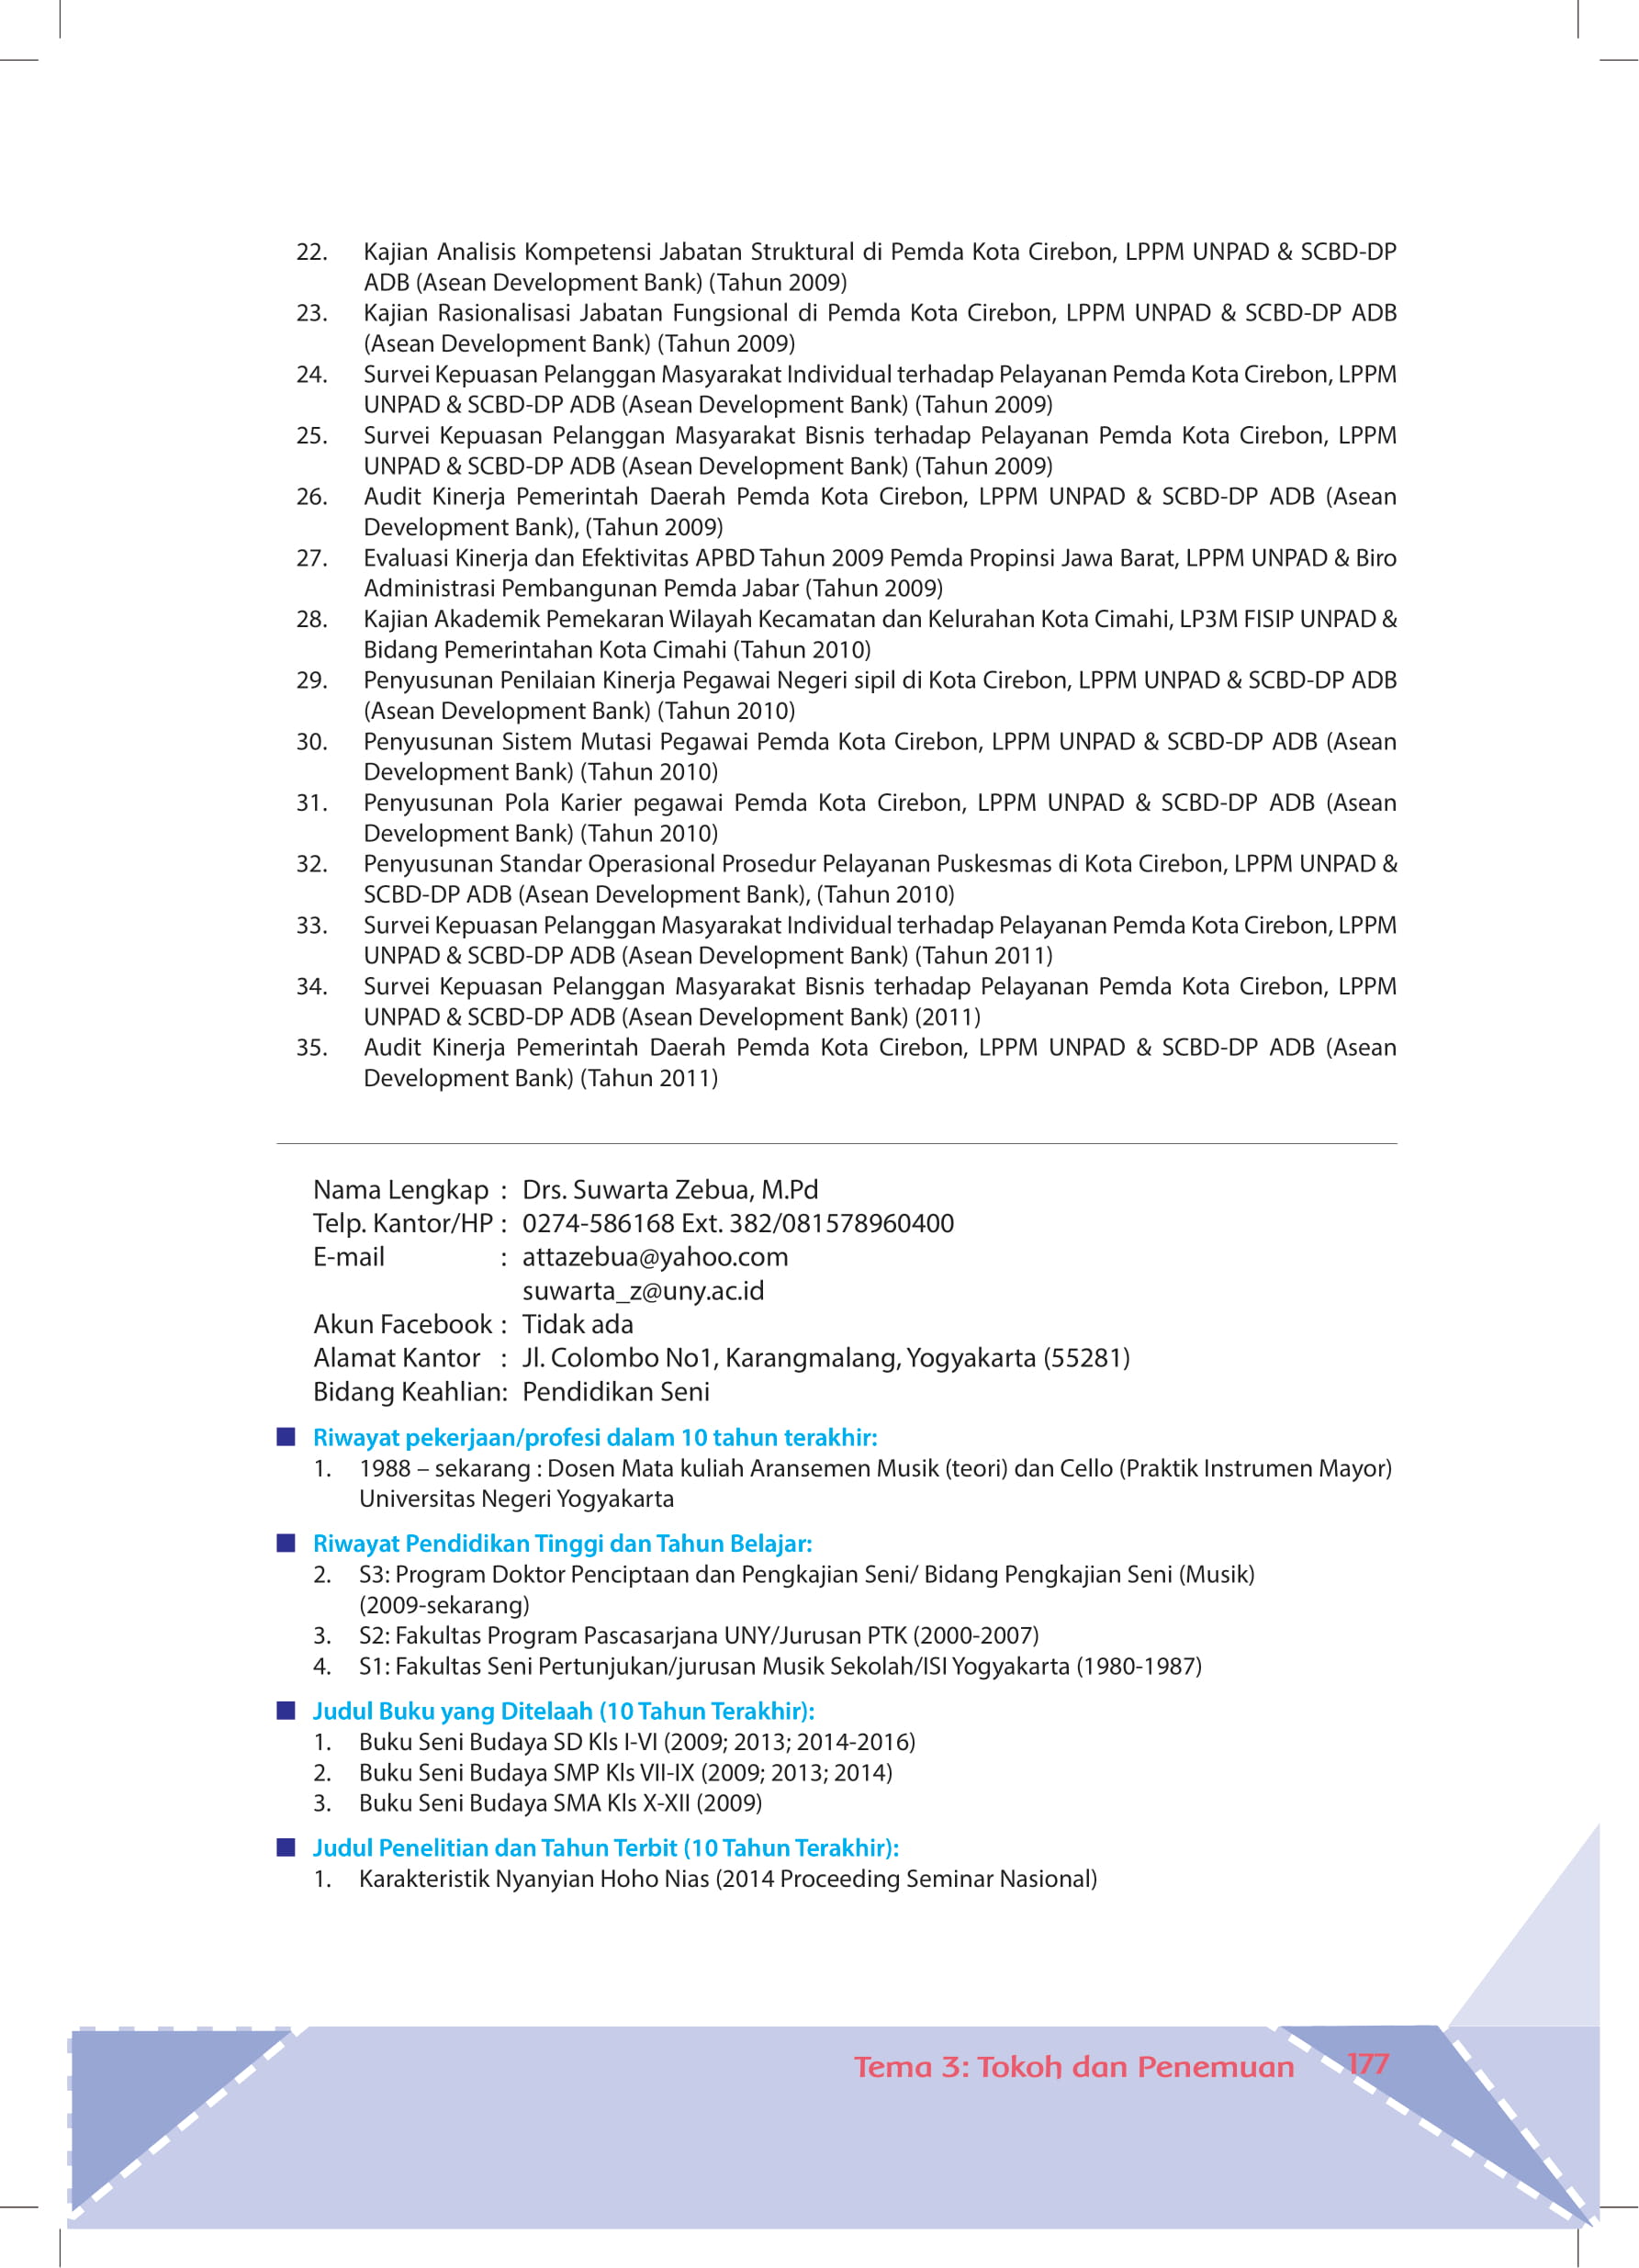 22. Kajian Analisis Kompetensi Jabatan Struktural di Pemda Kota Cirebon, LPPM UNPAD & SCBD-DP
ADB (Asean Development Bank) (Tahun 2009)
23. Kajian Rasionalisasi Jabatan Fungsional di Pemda Kota Cirebon, LPPM UNPAD & SCBD-DP ADB
(Asean Development Bank) (Tahun 2009)
24. Survei Kepuasan Pelanggan Masyarakat Individual terhadap Pelayanan Pemda Kota Cirebon, LPPM
UNPAD & SCBD-DP ADB (Asean Development Bank) (Tahun 2009)
25. Survei Kepuasan Pelanggan Masyarakat Bisnis terhadap Pelayanan Pemda Kota Cirebon, LPPM
UNPAD & SCBD-DP ADB (Asean Development Bank) (Tahun 2009)
26. Audit Kinerja Pemerintah Daerah Pemda Kota Cirebon, LPPM UNPAD & SCBD-DP ADB (Asean
Development Bank), (Tahun 2009)
27. Evaluasi Kinerja dan Efektivitas APBD Tahun 2009 Pemda Propinsi Jawa Barat, LPPM UNPAD & Biro
Administrasi Pembangunan Pemda Jabar (Tahun 2009)
28. Kajian Akademik Pemekaran Wilayah Kecamatan dan Kelurahan Kota Cimahi, LP3M FISIP UNPAD &
Bidang Pemerintahan Kota Cimahi (Tahun 2010)
29. Penyusunan Penilaian Kinerja Pegawai Negeri sipil di Kota Cirebon, LPPM UNPAD & SCBD-DP ADB
(Asean Development Bank) (Tahun 2010)
30. Penyusunan Sistem Mutasi Pegawai Pemda Kota Cirebon, LPPM UNPAD & SCBD-DP ADB (Asean
Development Bank) (Tahun 2010)
31. Penyusunan Pola Karier pegawai Pemda Kota Cirebon, LPPM UNPAD & SCBD-DP ADB (Asean
Development Bank) (Tahun 2010)
32. Penyusunan Standar Operasional Prosedur Pelayanan Puskesmas di Kota Cirebon, LPPM UNPAD &
SCBD-DP ADB (Asean Development Bank), (Tahun 2010)
33. Survei Kepuasan Pelanggan Masyarakat Individual terhadap Pelayanan Pemda Kota Cirebon, LPPM
UNPAD & SCBD-DP ADB (Asean Development Bank) (Tahun 2011)
34. Survei Kepuasan Pelanggan Masyarakat Bisnis terhadap Pelayanan Pemda Kota Cirebon, LPPM
UNPAD & SCBD-DP ADB (Asean Development Bank) (2011)
35. Audit Kinerja Pemerintah Daerah Pemda Kota Cirebon, LPPM UNPAD & SCBD-DP ADB (Asean
Development Bank) (Tahun 2011)
Nama Lengkap : Drs. Suwarta Zebua, M.Pd
Telp. Kantor/HP : 0274-586168 Ext. 382/081578960400
E-mail : attazebua@yahoo.com
suwarta_z@uny.ac.id
Akun Facebook : Tidak ada
Alamat Kantor : Jl. Colombo No1, Karangmalang, Yogyakarta (55281)
Bidang Keahlian: Pendidikan Seni
Riwayat pekerjaan/profesi dalam 10 tahun terakhir:
1. 1988 – sekarang : Dosen Mata kuliah Aransemen Musik (teori) dan Cello (Praktik Instrumen Mayor)
Universitas Negeri Yogyakarta
Riwayat Pendidikan Tinggi dan Tahun Belajar:
2. S3: Program Doktor Penciptaan dan Pengkajian Seni/ Bidang Pengkajian Seni (Musik)
(2009-sekarang)
3. S2: Fakultas Program Pascasarjana UNY/Jurusan PTK (2000-2007)
4. S1: Fakultas Seni Pertunjukan/jurusan Musik Sekolah/ISI Yogyakarta (1980-1987)
Judul Buku yang Ditelaah (10 Tahun Terakhir):
1. Buku Seni Budaya SD Kls I-VI (2009; 2013; 2014-2016)
2. Buku Seni Budaya SMP Kls VII-IX (2009; 2013; 2014)
3. Buku Seni Budaya SMA Kls X-XII (2009)
Judul Penelitian dan Tahun Terbit (10 Tahun Terakhir):
1. Karakteristik Nyanyian Hoho Nias (2014 Proceeding Seminar Nasional)
Tema 3: Tokoh dan Penemuan 177